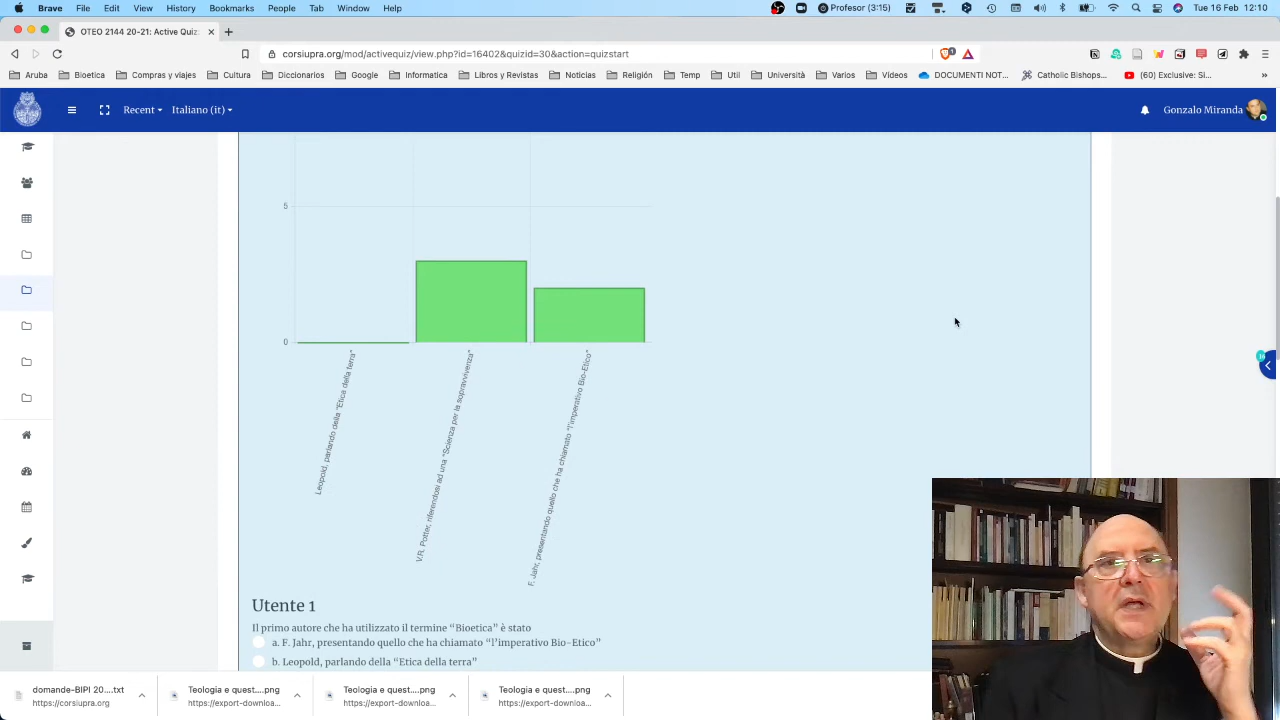 Brave File Edit View History Bookmarks People Tab Window Help Profesor (3:15) Tue 16 Feb 12:10
OTEO 2144 20-21: Active Quiz:
corsiupra.org/mod/activequiz/view.php?id=16402&quizid=30&action=quizstart
Aruba Bioetica Compras y viajes Cultura Diccionarios Google Informatica Libros y Revistas Noticias Religión Temp Util Università Varios Vídeos DOCUMENTI NOT... Catholic Bishops... (60) Exclusive: Si...
Recent Italiano (it) Gonzalo Miranda
5
0
Leopold, parlando della "Etica della terra"
V.R. Potter, riferendosi ad una "Scienza per la sopravvivenza"
F. Jahr, presentando quello che ha chiamato "l'imperativo Bio-Etico"
Utente 1
Il primo autore che ha utilizzato il termine “Bioetica” è stato
a. F. Jahr, presentando quello che ha chiamato “l’imperativo Bio-Etico”
b. Leopold, parlando della “Etica della terra”
domande-BIPI 20....txt Teologia e quest....png Teologia e quest....png Teologia e quest....png
https://corsiupra.org https://export-downloa... https://export-downloa... https://export-downloa...